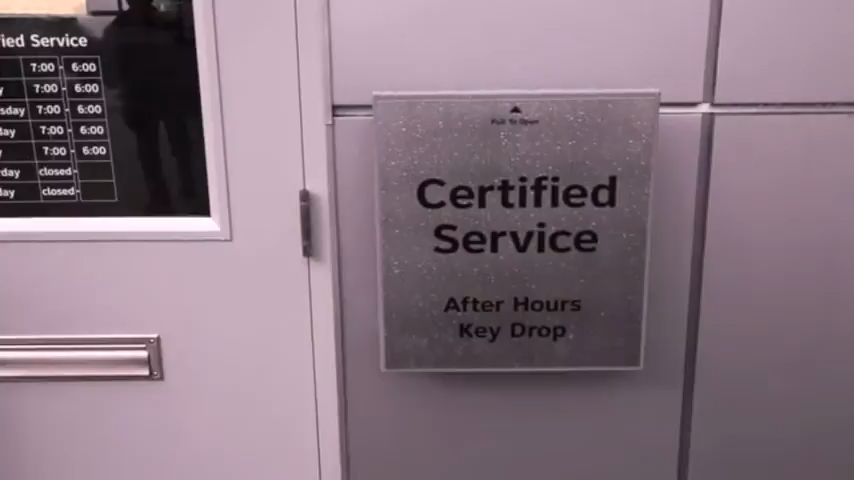 ied Service
7:00 - 6:00
y 7:00 - 6:00
sday 7:00 - 6:00
day 7:00 - 6:00
y 7:00 - 6:00
day closed -
ay closed -
Pull To Open
Certified
Service
After Hours
Key Drop